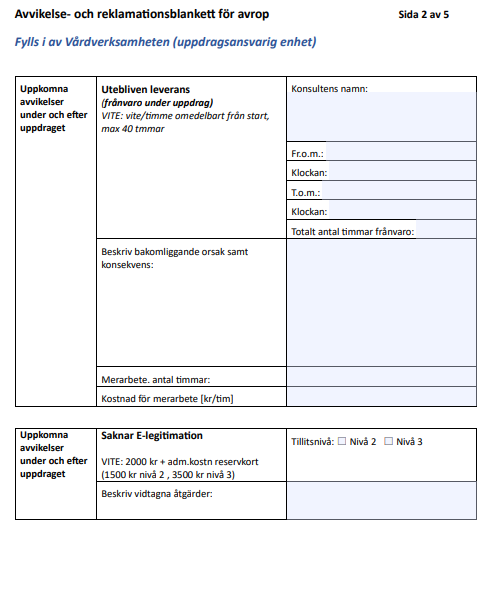 Avvikelse- och reklamationsblankett för avrop
Sida 2 av 5
Fylls i av Vårdverksamheten (uppdragsansvarig enhet)
Uppkomna
avvikelser
under och efter
uppdraget
Utebliven leverans
(frånvaro under uppdrag)
VITE: vite/timme omedelbart från start,
max 40 tmmar
Konsultens namn:
Fr.o.m.:
Klockan:
T.o.m.:
Klockan:
Totalt antal timmar frånvaro:
Beskriv bakomliggande orsak samt
konsekvens:
Merarbete. antal timmar:
Kostnad för merarbete [kr/tim]
Uppkomna
avvikelser
under och efter
uppdraget
Saknar E-legitimation
VITE: 2000 kr + adm.kostn reservkort
(1500 kr nivå 2 , 3500 kr nivå 3)
Tillitsnivå: Nivå 2 Nivå 3
Beskriv vidtagna åtgärder: